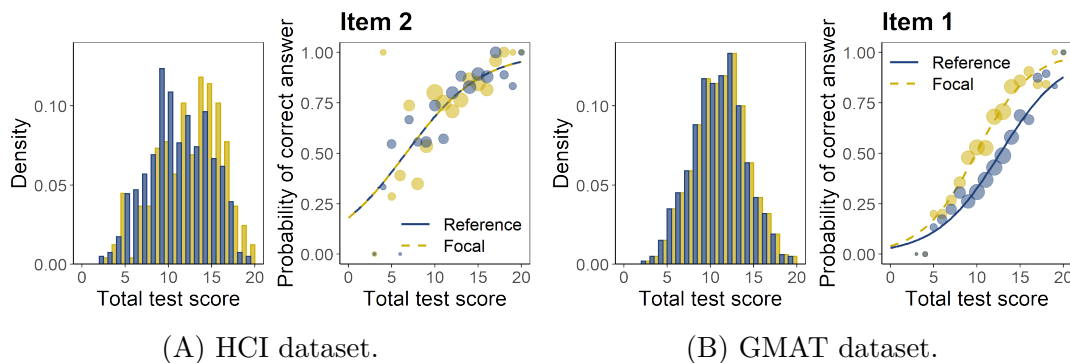 Item 2
Density
0.10
0.05
0.00
0 5 10 15 20
Total test score
Probability of correct answer
1.00
0.75
0.50
0.25
0.00
Reference
Focal
0 5 10 15 20
Total test score
(A) HCI dataset.
Item 1
Density
0.10
0.05
0.00
0 5 10 15 20
Total test score
Probability of correct answer
1.00
0.75
0.50
0.25
0.00
Reference
Focal
0 5 10 15 20
Total test score
(B) GMAT dataset.